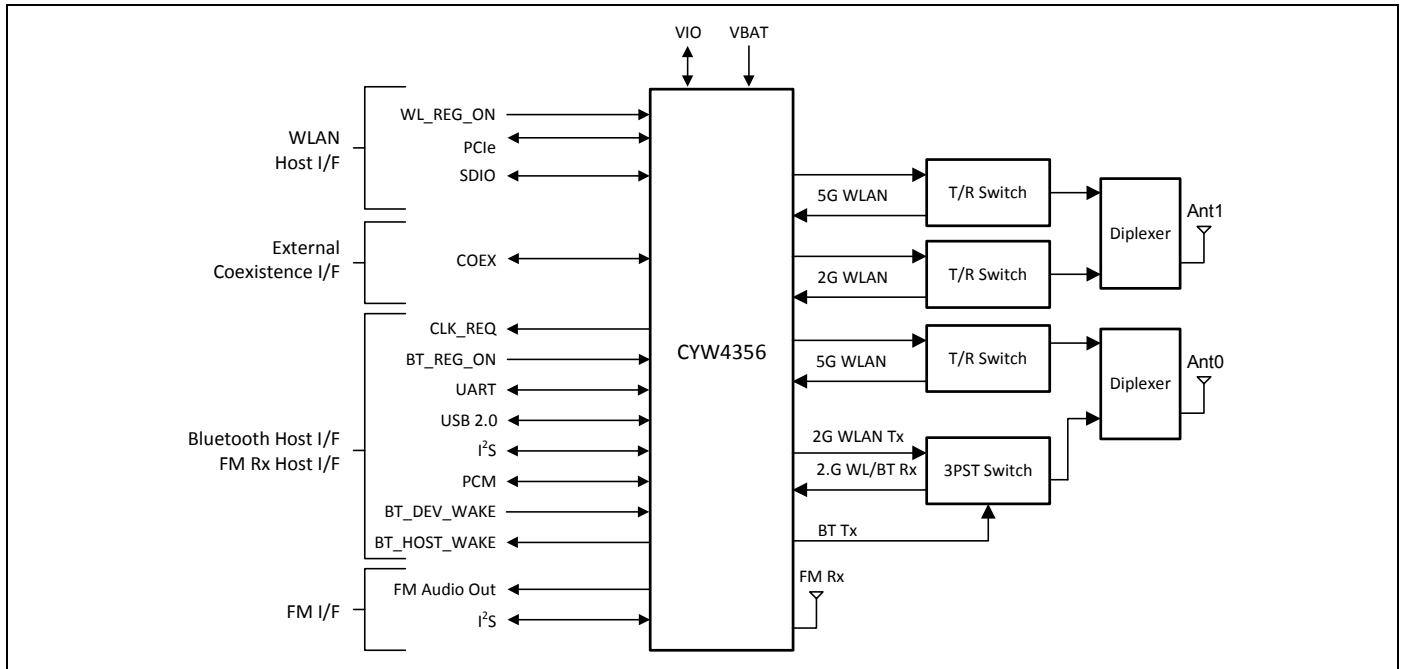 VIO
VBAT
WLAN
Host I/F
WL_REG_ON
PCIe
SDIO
External
Coexistence I/F
COEX
Bluetooth Host I/F
FM Rx Host I/F
CLK_REQ
BT_REG_ON
UART
USB 2.0
I²S
PCM
BT_DEV_WAKE
BT_HOST_WAKE
FM I/F
FM Audio Out
I²S
CYW4356
5G WLAN
T/R Switch
2G WLAN
T/R Switch
Diplexer
Ant1
5G WLAN
T/R Switch
2G WLAN Tx
2.G WL/BT Rx
3PST Switch
BT Tx
Diplexer
Ant0
FM Rx